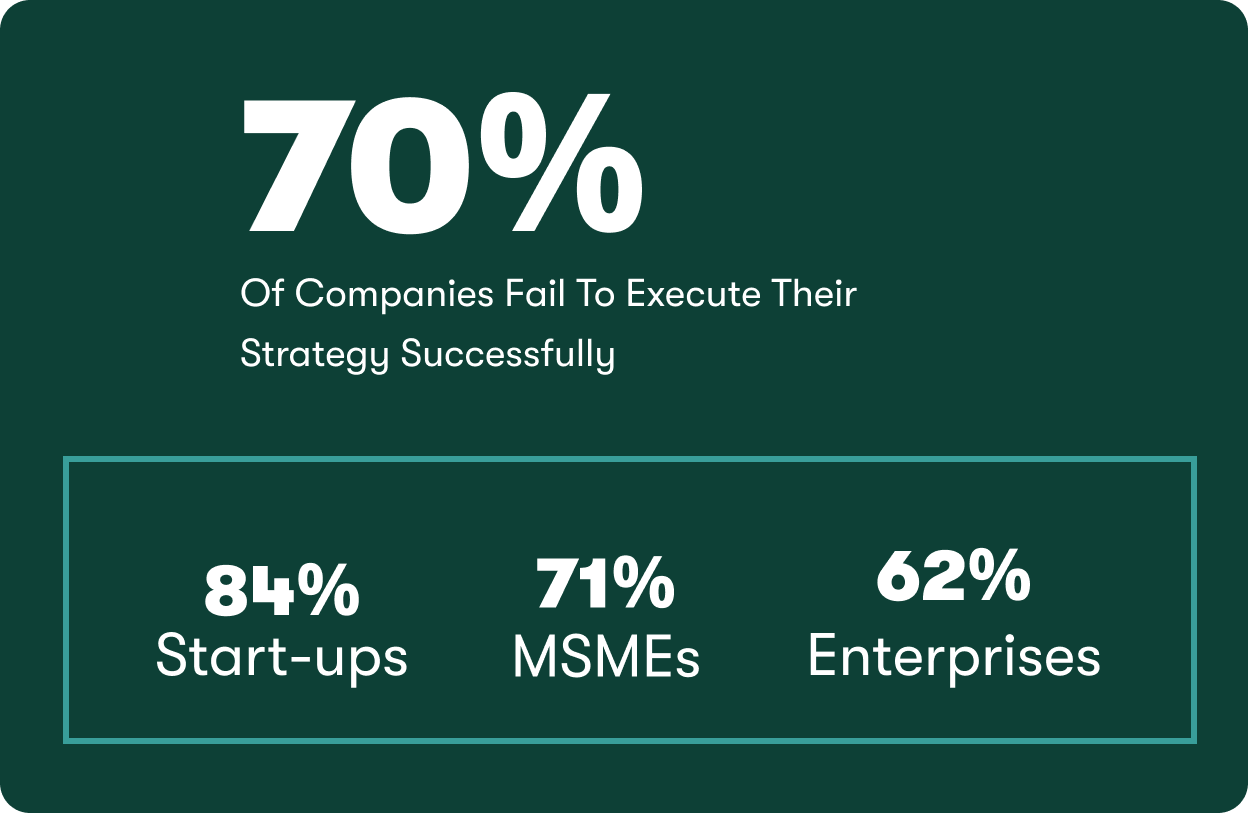 70%
Of Companies Fail To Execute Their
Strategy Successfully
84% 71% 62%
Start-ups MSMEs Enterprises